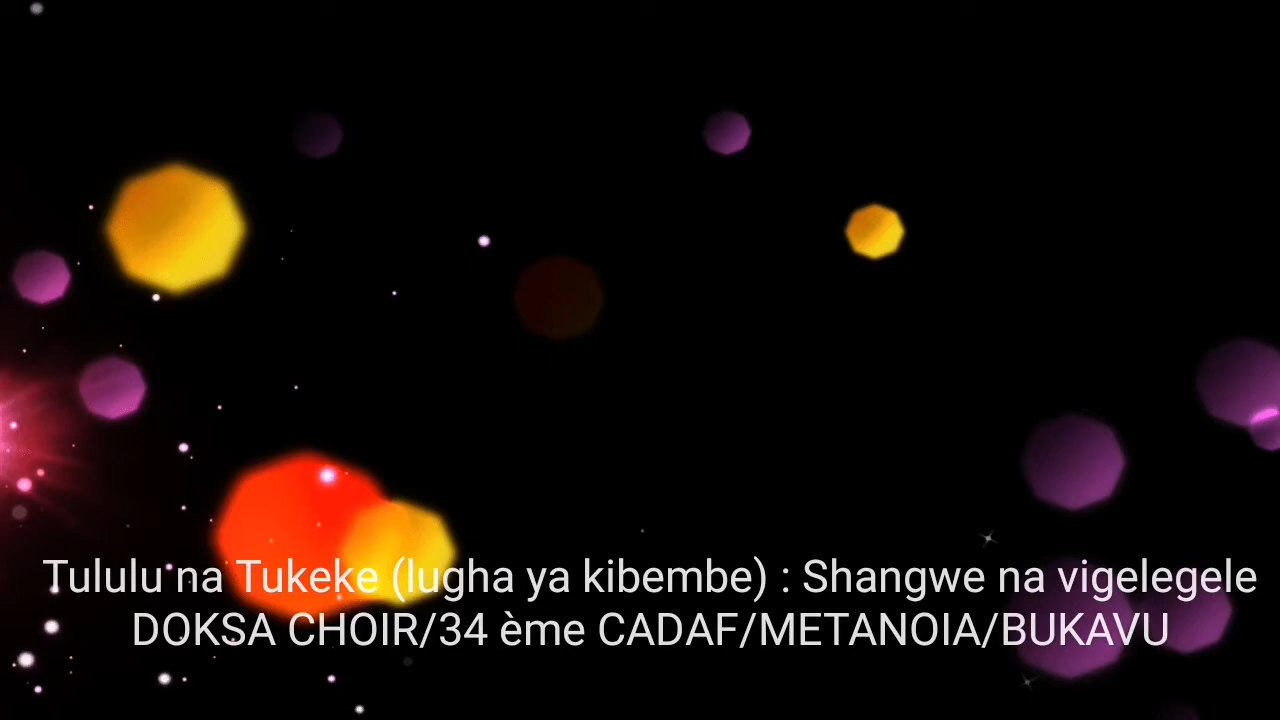 Tululu na Tukeke (lugha ya kibembe) : Shangwe na vigelegele
DOKSA CHOIR/34 ème CADAF/METANOIA/BUKAVU